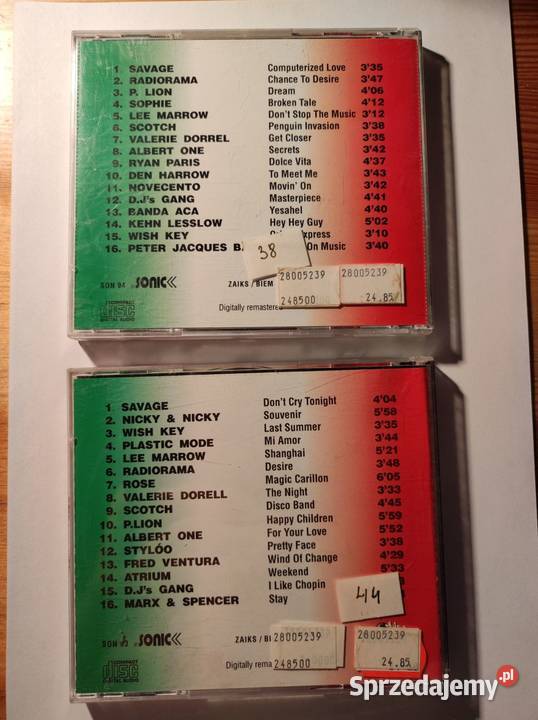 1. SAVAGE Computerized Love 3'35
2. RADIORAMA Chance To Desire 3'47
3. P. LION Dream 4'06
4. SOPHIE Broken Tale 4'12
5. LEE MARROW Don't Stop The Music 3'12
6. SCOTCH Penguin Invasion 3'38
7. VALERIE DORREL Get Closer 3'35
8. ALBERT ONE Secrets 3'42
9. RYAN PARIS Dolce Vita 4'37
10. DEN HARROW To Meet Me 3'43
11. NOVECENTO Movin' On 3'42
12. D.J's GANG Masterpiece 4'41
13. BANDA ACA Yesahel 4'40
14. KEHN LESSLOW Hey Hey Guy 5'02
15. WISH KEY press 3'10
16. PETER JACQUES B On Music 3'40
38
SON 94 SONIC ZAIKS / BIEM 28005239 28005239
248500 24.85
Digitally remastere
COMPACT DISC DIGITAL AUDIO
1. SAVAGE Don't Cry Tonight 4'04
2. NICKY & NICKY Souvenir 5'58
3. WISH KEY Last Summer 3'35
4. PLASTIC MODE Mi Amor 3'44
5. LEE MARROW Shanghai 5'21
6. RADIORAMA Desire 3'48
7. ROSE Magic Carillon 6'05
8. VALERIE DORELL The Night 3'33
9. SCOTCH Disco Band 4'45
10. P.LION Happy Children 5'59
11. ALBERT ONE For Your Love 5'52
12. STYLÓO Pretty Face 3'38
13. FRED VENTURA Wind Of Change 4'29
14. ATRIUM Weekend 5'33
15. D.J's GANG I Like Chopin
16. MARX & SPENCER Stay
44
SON SONIC ZAIKS / BI 28005239 28005239
Digitally rema 248500 24.85
COMPACT DISC DIGITAL AUDIO
Sprzedajemy.pl